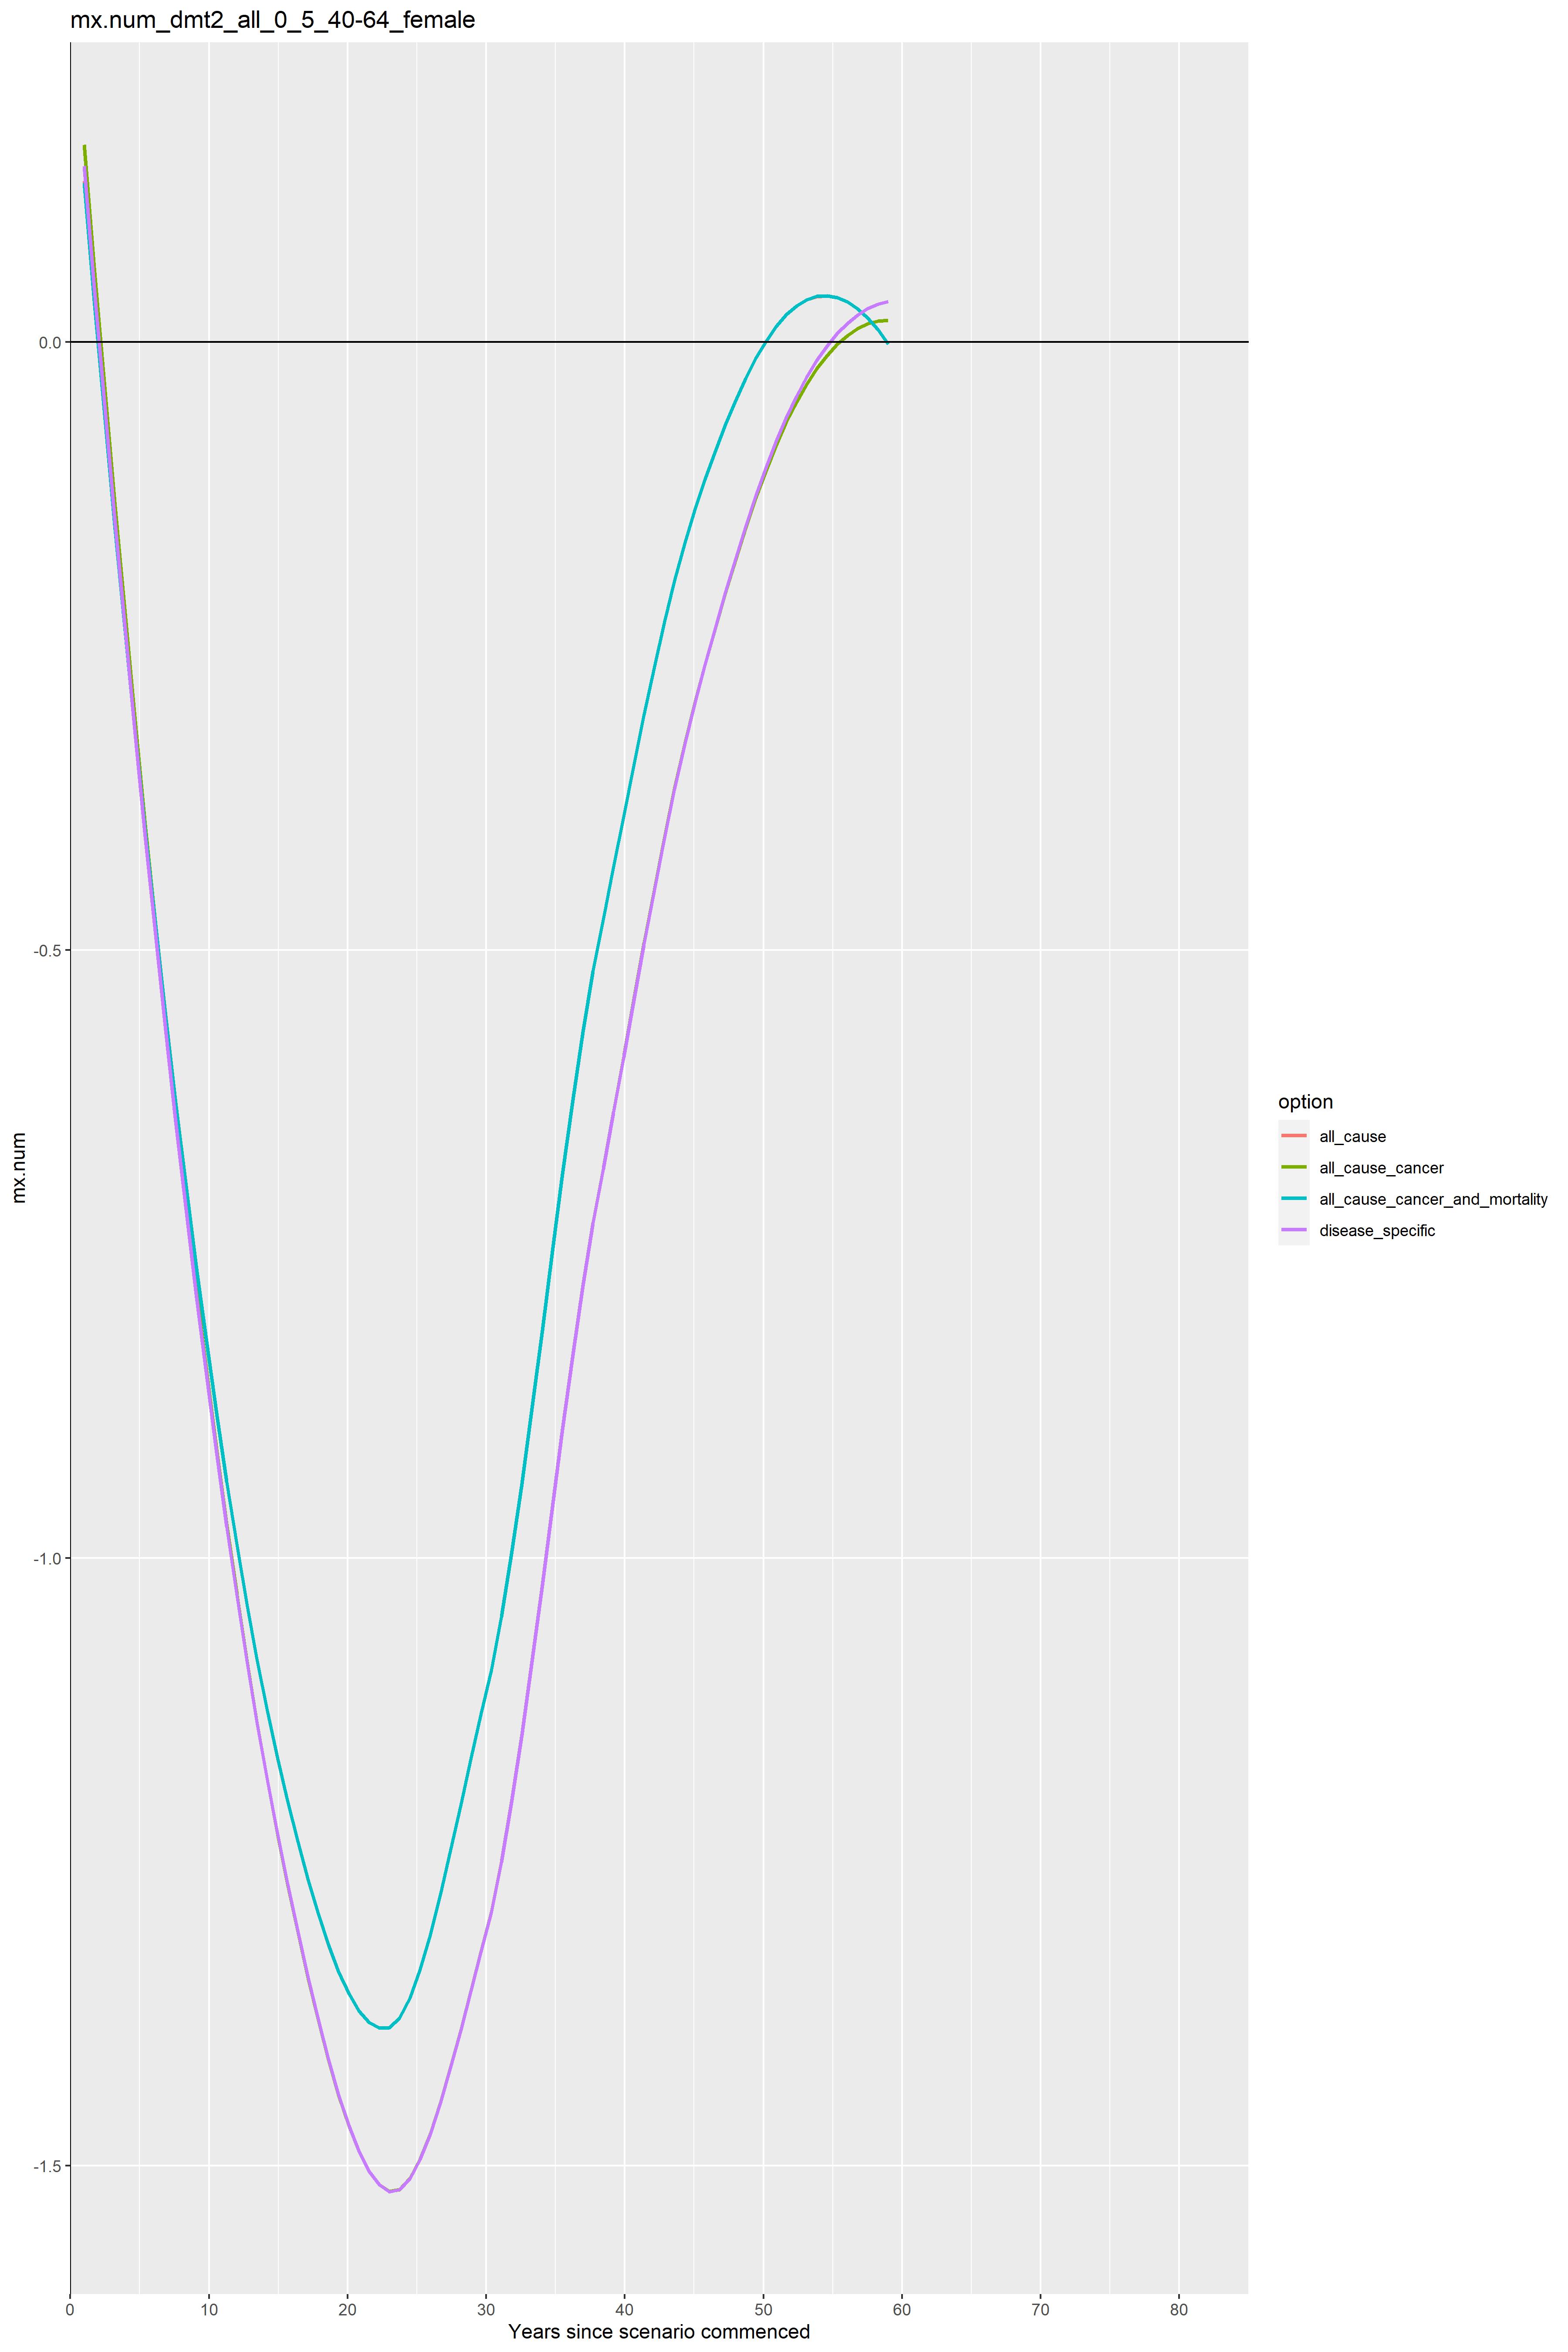 mx.num_dmt2_all_0_5_40-64_female
0.0
-0.5
-1.0
-1.5
mx.num
0 10 20 30 40 50 60 70 80
Years since scenario commenced
option
all_cause
all_cause_cancer
all_cause_cancer_and_mortality
disease_specific